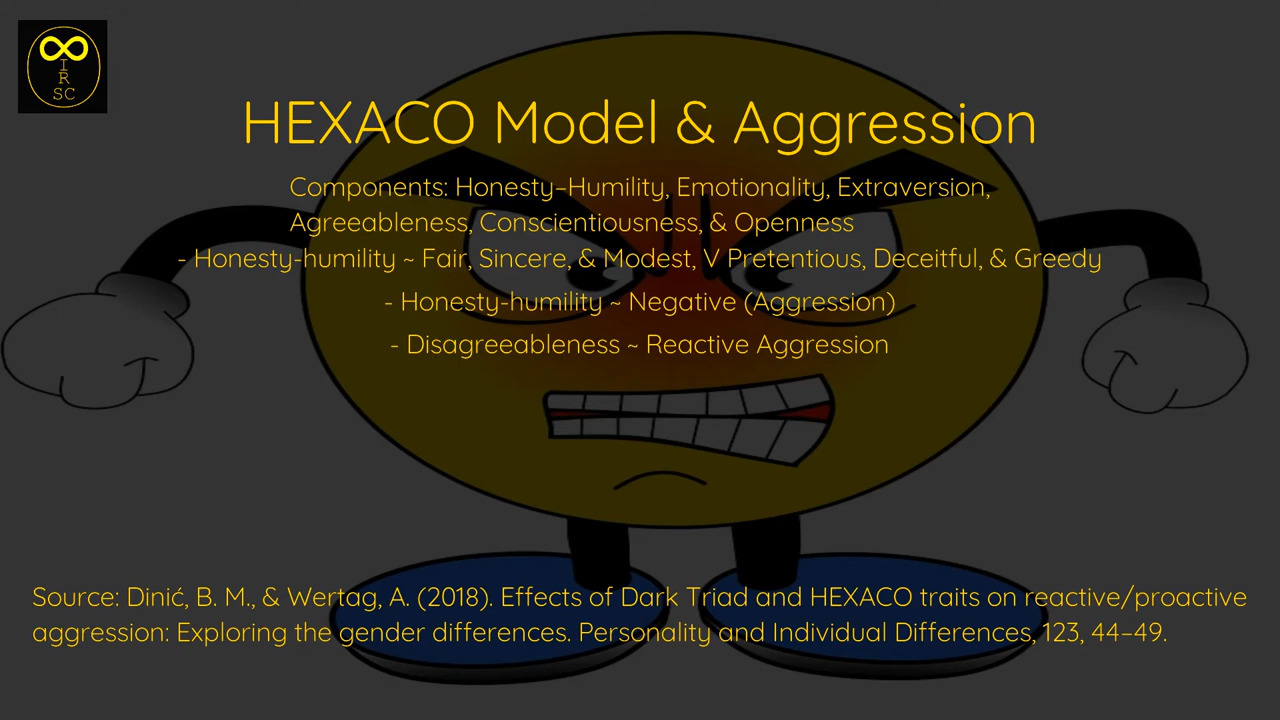 ∞
I
R
SC
HEXACO Model & Aggression
Components: Honesty–Humility, Emotionality, Extraversion,
Agreeableness, Conscientiousness, & Openness
- Honesty-humility ~ Fair, Sincere, & Modest, V Pretentious, Deceitful, & Greedy
- Honesty-humility ~ Negative (Aggression)
- Disagreeableness ~ Reactive Aggression
Source: Dinić, B. M., & Wertag, A. (2018). Effects of Dark Triad and HEXACO traits on reactive/proactive
aggression: Exploring the gender differences. Personality and Individual Differences, 123, 44–49.